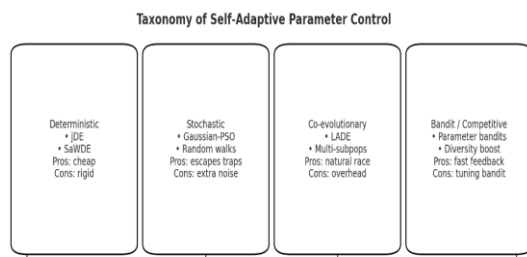 Taxonomy of Self-Adaptive Parameter Control
Deterministic
• jDE
• SaWDE
Pros: cheap
Cons: rigid
Stochastic
• Gaussian-PSO
• Random walks
Pros: escapes traps
Cons: extra noise
Co-evolutionary
• LADE
• Multi-subpops
Pros: natural race
Cons: overhead
Bandit / Competitive
• Parameter bandits
• Diversity boost
Pros: fast feedback
Cons: tuning bandit